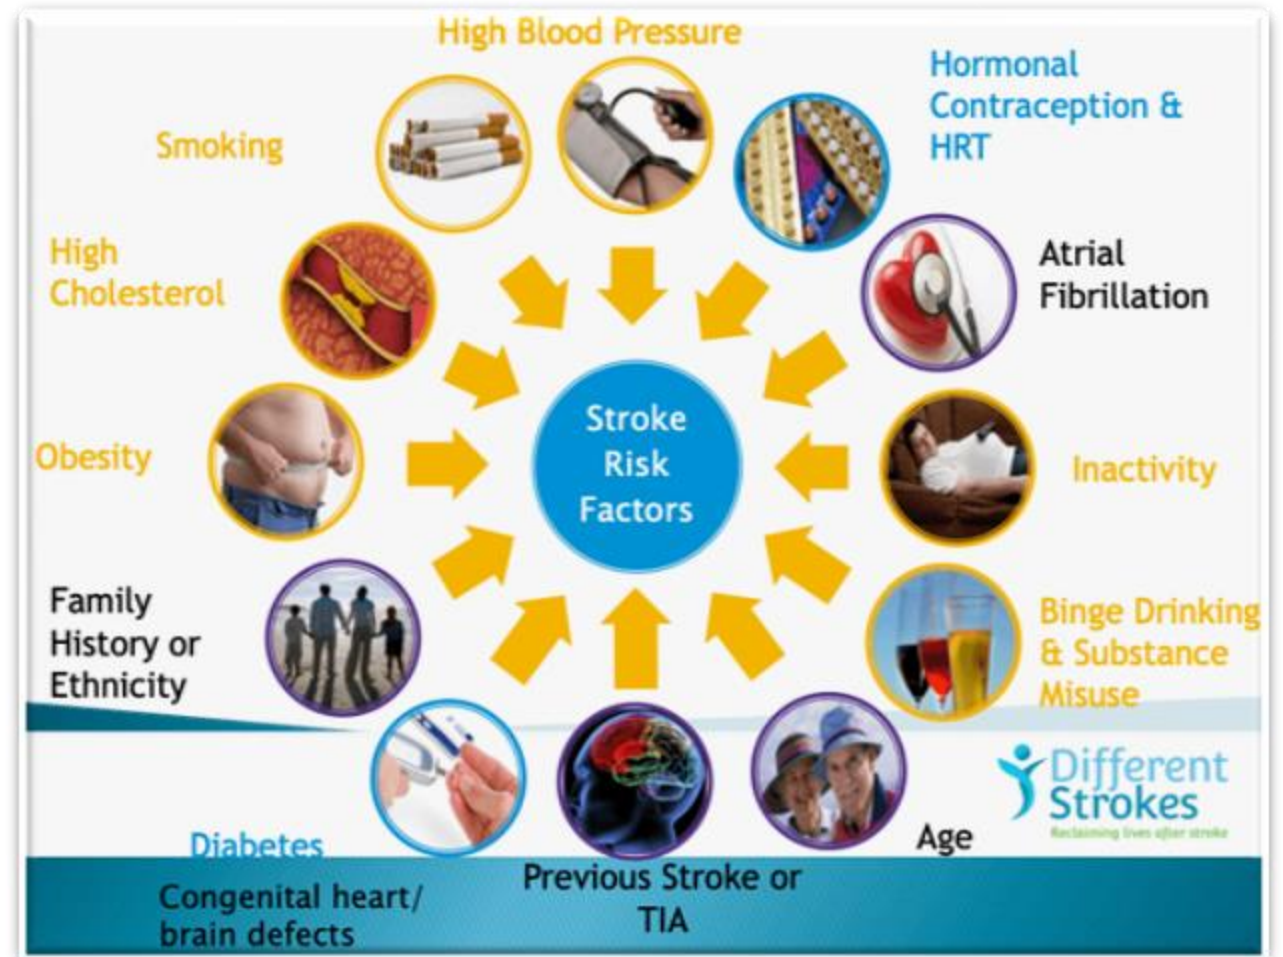 High Blood Pressure
Hormonal
Contraception &
HRT
Smoking
Atrial
Fibrillation
High
Cholesterol
Stroke
Risk
Factors
Obesity
Inactivity
Family
History or
Ethnicity
Binge Drinking
& Substance
Misuse
Different
Strokes
Reclaiming lives after stroke
Age
Diabetes
Previous Stroke or
TIA
Congenital heart/
brain defects